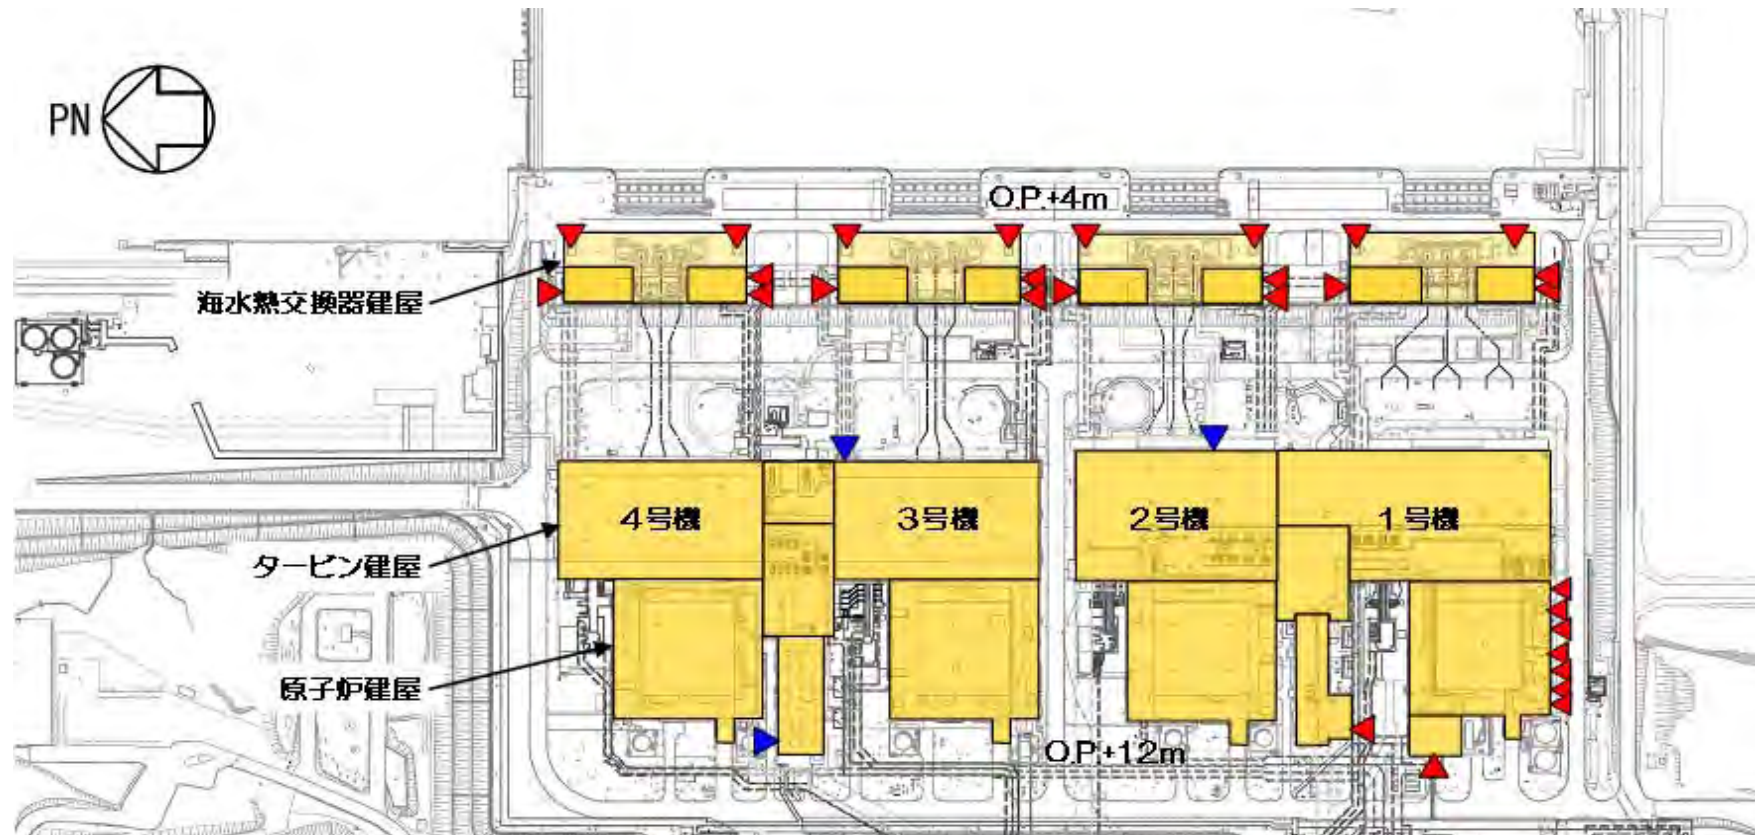 PN
O.P.+4m
海水熱交換器建屋
4号機
3号機
2号機
1号機
タービン建屋
原子炉建屋
O.P.+12m